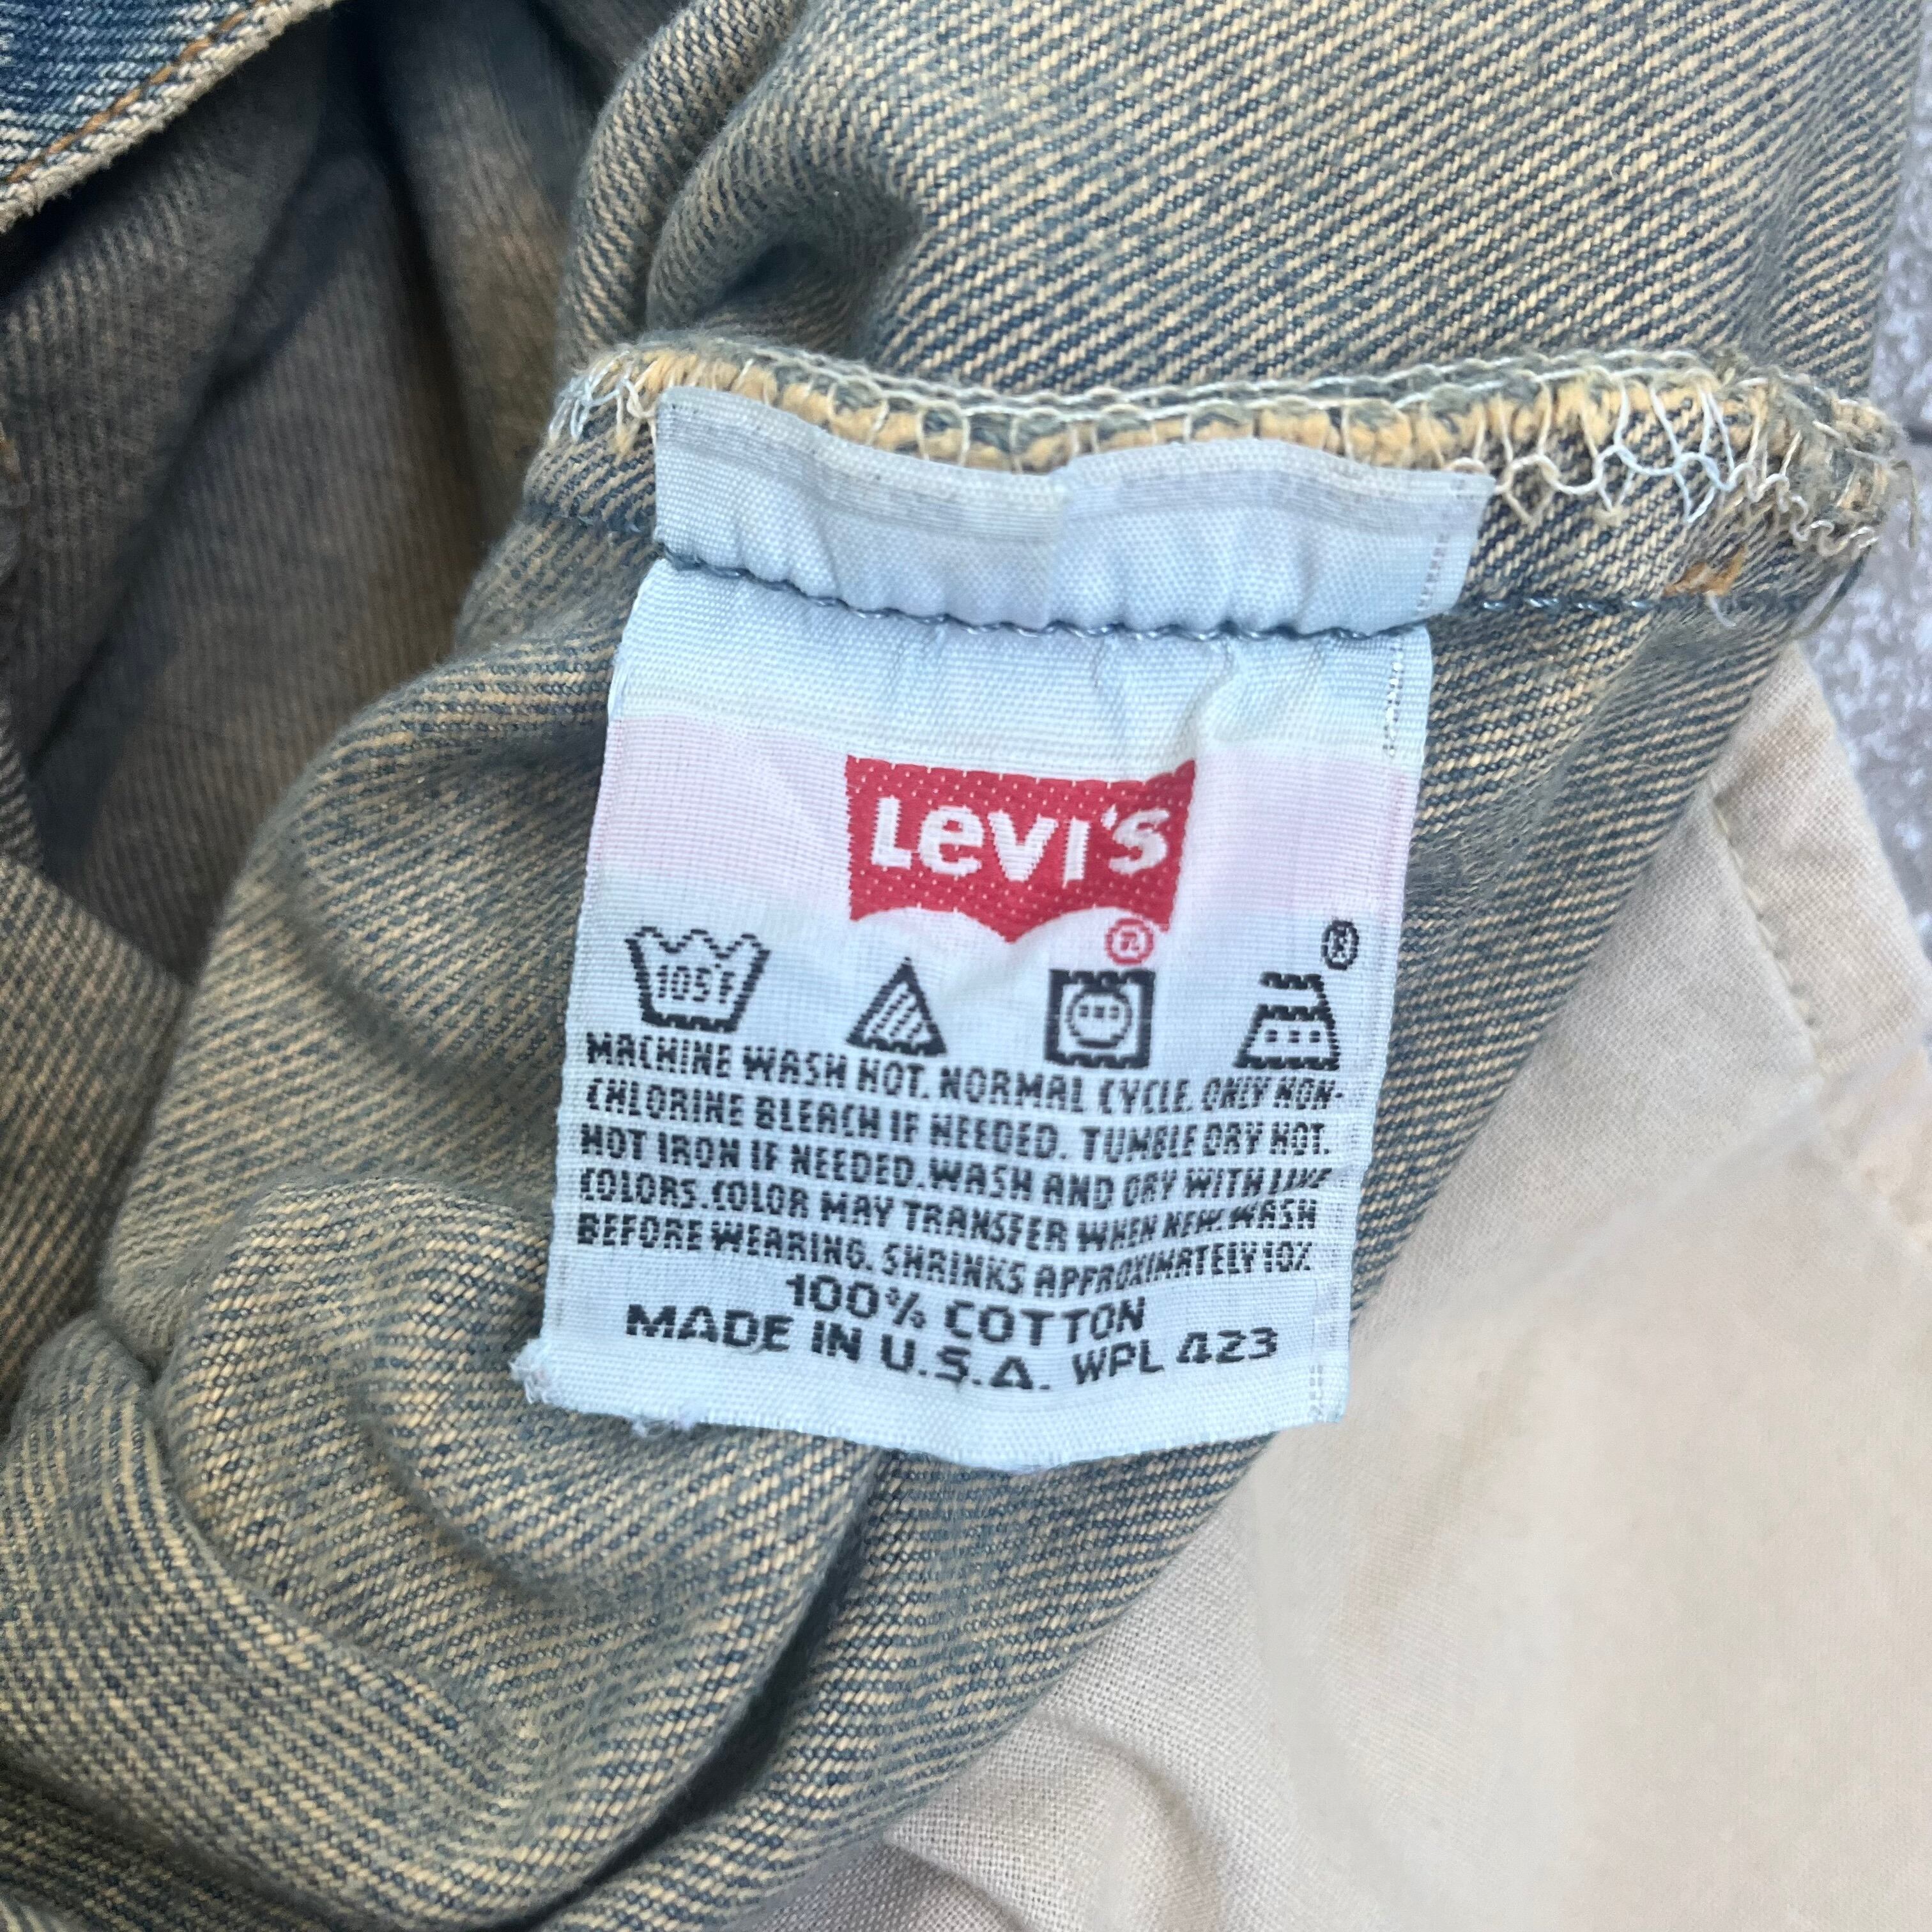 Levi's
®
®
105°F
MACHINE WASH HOT. NORMAL CYCLE. ONLY NON-
CHLORINE BLEACH IF NEEDED. TUMBLE DRY HOT.
HOT IRON IF NEEDED. WASH AND DRY WITH LIKE
COLORS. COLOR MAY TRANSFER WHEN NEW. WASH
BEFORE WEARING. SHRINKS APPROXIMATELY 10%
100% COTTON
MADE IN U.S.A. WPL 423